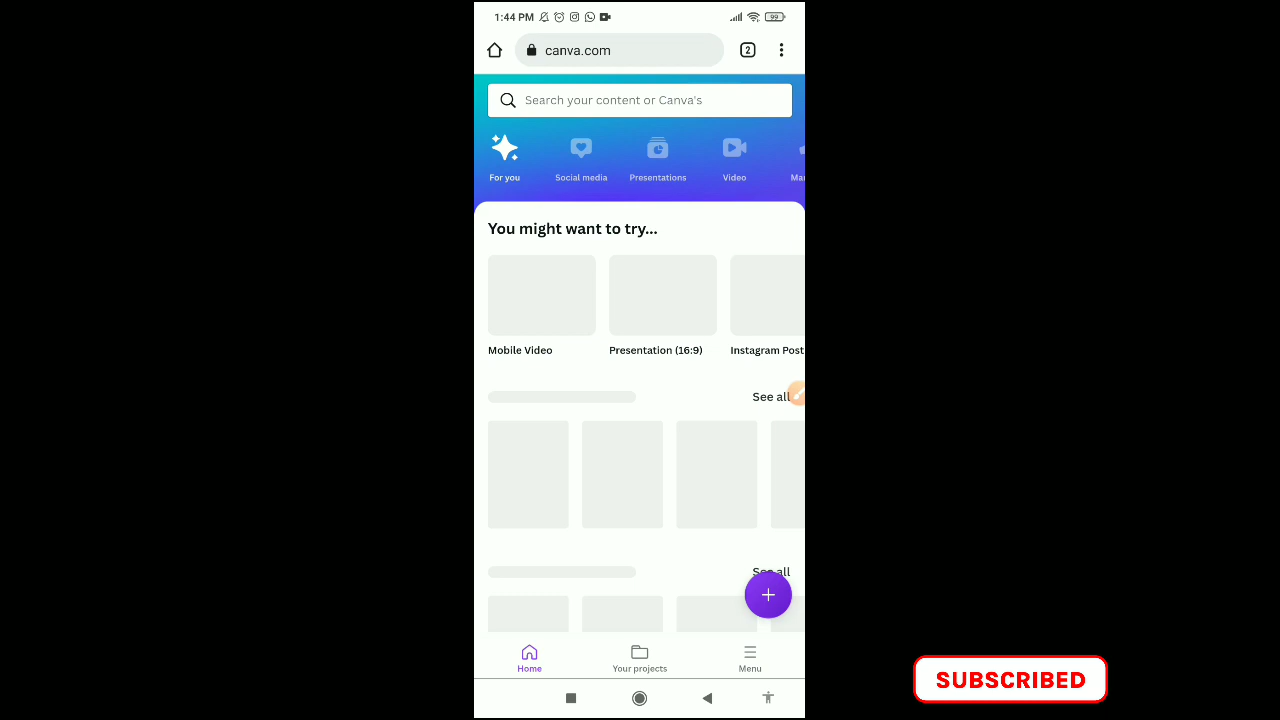 1:44 PM
99
canva.com
2
Search your content or Canva's
For you
Social media
Presentations
Video
Mar
You might want to try...
Mobile Video
Presentation (16:9)
Instagram Post
See all
See all
Home
Your projects
Menu
SUBSCRIBED